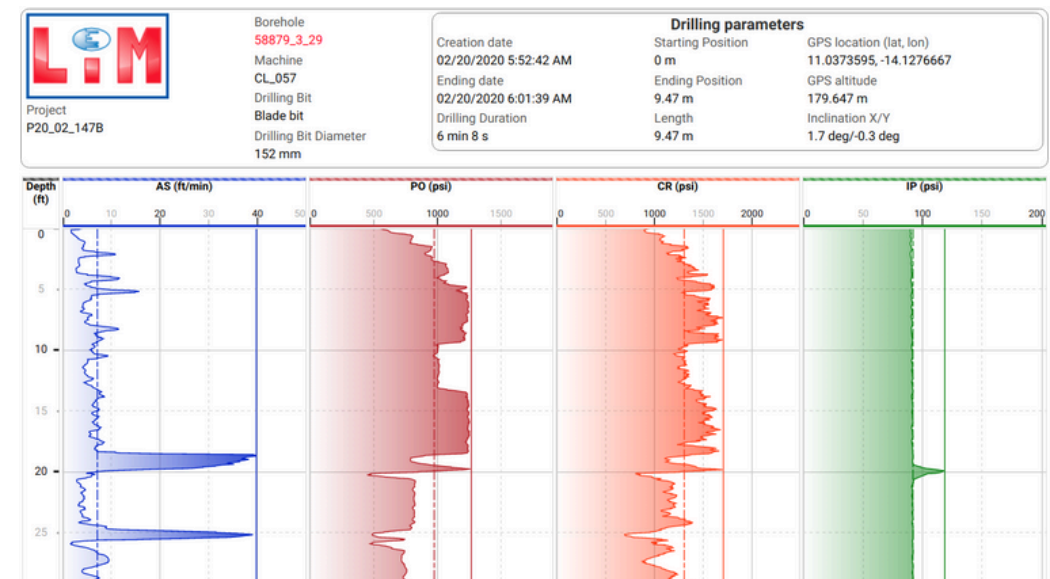 LIM
Project
P20_02_147B
Borehole
58879_3_29
Machine
CL_057
Drilling Bit
Blade bit
Drilling Bit Diameter
152 mm
Drilling parameters
Creation date
02/20/2020 5:52:42 AM
Ending date
02/20/2020 6:01:39 AM
Drilling Duration
6 min 8 s
Starting Position
0 m
Ending Position
9.47 m
Length
9.47 m
GPS location (lat, lon)
11.0373595, -14.1276667
GPS altitude
179.647 m
Inclination X/Y
1.7 deg/-0.3 deg
Depth
(ft)
AS (ft/min)
PO (psi)
CR (psi)
IP (psi)
0 10 20 30 40 50
0 500 1000 1500
0 500 1000 1500 2000
0 50 100 150 200
0
5
10
15
20
25